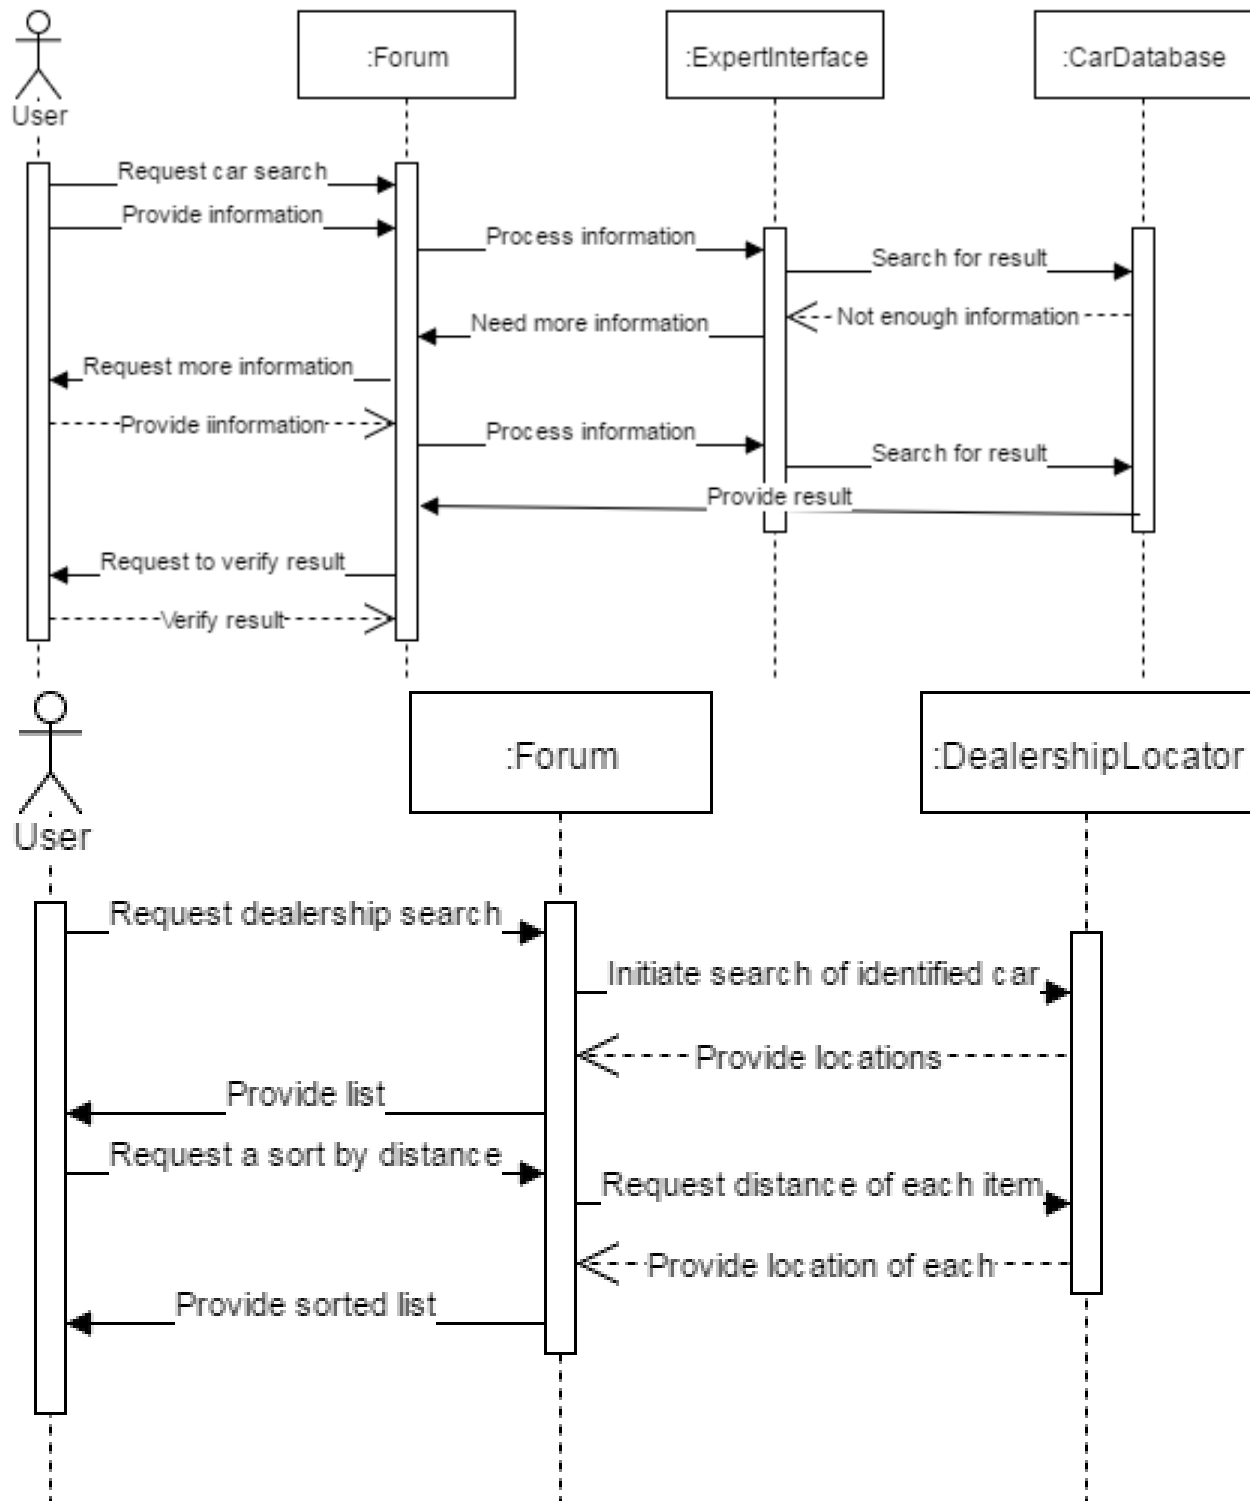 User
:Forum
:ExpertInterface
:CarDatabase
Request car search
Provide information
Process information
Search for result
Not enough information
Need more information
Request more information
Provide iinformation
Process information
Search for result
Provide result
Request to verify result
Verify result
User
:Forum
:DealershipLocator
Request dealership search
Initiate search of identified car
Provide locations
Provide list
Request a sort by distance
Request distance of each item
Provide location of each
Provide sorted list